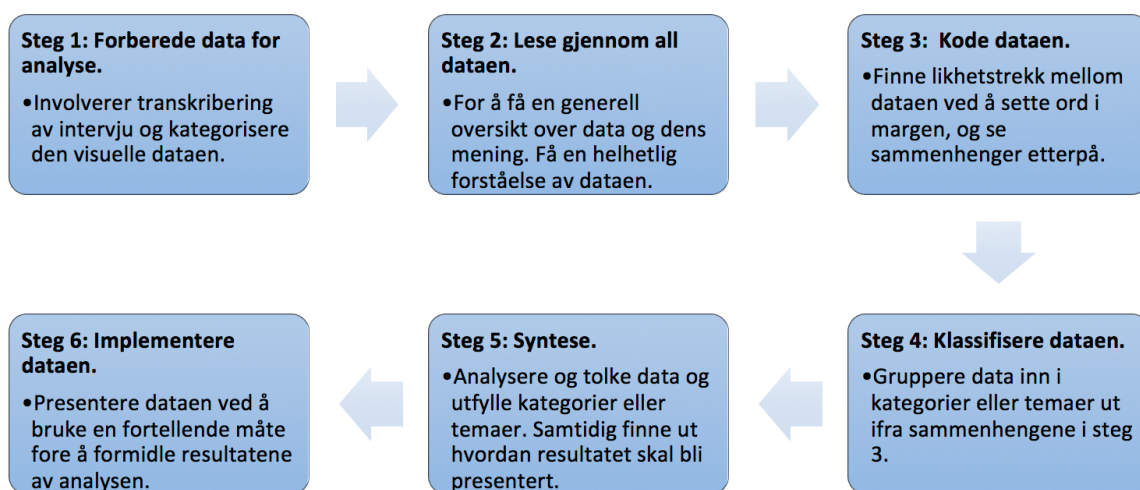 Steg 1: Forberede data for
analyse.
•Involverer transkribering
av intervju og kategorisere
den visuelle dataen.
Steg 2: Lese gjennom all
dataen.
•For å få en generell
oversikt over data og dens
mening. Få en helhetlig
forståelse av dataen.
Steg 3:  Kode dataen.
•Finne likhetstrekk mellom
dataen ved å sette ord i
margen, og se
sammenhenger etterpå.
Steg 4: Klassifisere dataen.
•Gruppere data inn i
kategorier eller temaer ut
ifra sammenhengene i steg
3.
Steg 5: Syntese.
•Analysere og tolke data og
utfylle kategorier eller
temaer. Samtidig finne ut
hvordan resultatet skal bli
presentert.
Steg 6: Implementere
dataen.
•Presentere dataen ved å
bruke en fortellende måte
fore å formidle resultatene
av analysen.